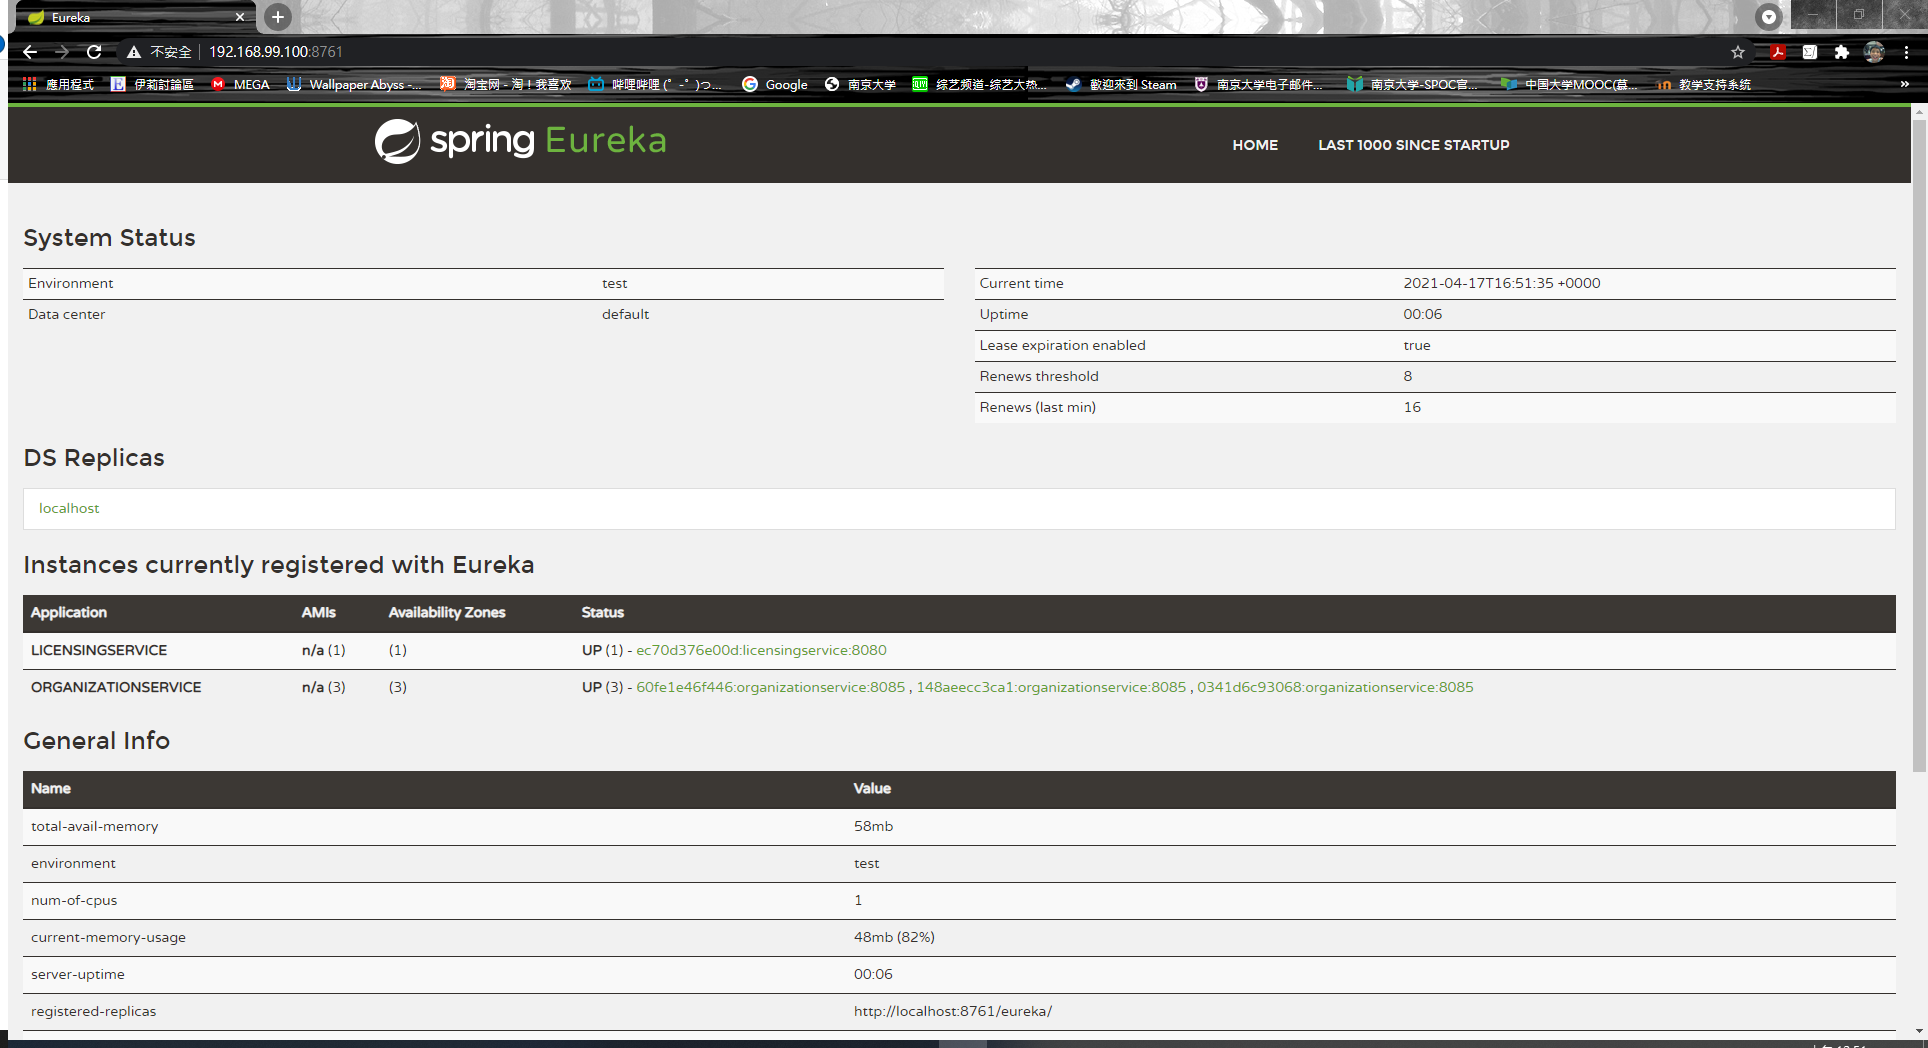 Eureka
不安全 192.168.99.100:8761
應用程式 伊莉討論區 MEGA Wallpaper Abyss -... 淘宝网 - 淘！我喜欢 哔哩哔哩 (゜-゜)つ... Google 南京大学 综艺频道-综艺大热... 歡迎來到 Steam 南京大学电子邮件... 南京大学-SPOC官... 中国大学MOOC(慕... 教学支持系统 »
spring Eureka
HOME LAST 1000 SINCE STARTUP
System Status
Environment test
Data center default
Current time 2021-04-17T16:51:35 +0000
Uptime 00:06
Lease expiration enabled true
Renews threshold 8
Renews (last min) 16
DS Replicas
localhost
Instances currently registered with Eureka
Application AMIs Availability Zones Status
LICENSINGSERVICE n/a (1) (1) UP (1) - ec70d376e00d:licensingservice:8080
ORGANIZATIONSERVICE n/a (3) (3) UP (3) - 60fe1e46f446:organizationservice:8085 , 148aeecc3ca1:organizationservice:8085 , 0341d6c93068:organizationservice:8085
General Info
Name Value
total-avail-memory 58mb
environment test
num-of-cpus 1
current-memory-usage 48mb (82%)
server-uptime 00:06
registered-replicas http://localhost:8761/eureka/